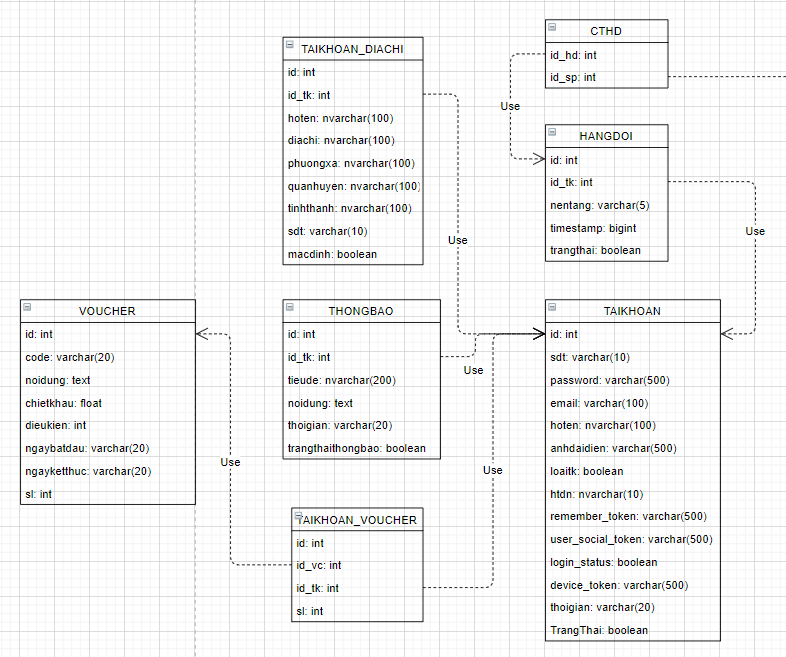 CTHD
id_hd: int
id_sp: int
Use
TAIKHOAN_DIACHI
id: int
id_tk: int
hoten: nvarchar(100)
diachi: nvarchar(100)
phuongxa: nvarchar(100)
quanhuyen: nvarchar(100)
tinhthanh: nvarchar(100)
sdt: varchar(10)
macdinh: boolean
Use
HANGDOI
id: int
id_tk: int
nentang: varchar(5)
timestamp: bigint
trangthai: boolean
Use
VOUCHER
id: int
code: varchar(20)
noidung: text
chietkhau: float
dieukien: int
ngaybatdau: varchar(20)
ngayketthuc: varchar(20)
sl: int
Use
THONGBAO
id: int
id_tk: int
tieude: nvarchar(200)
noidung: text
thoigian: varchar(20)
trangthaithongbao: boolean
Use
TAIKHOAN_VOUCHER
id: int
id_vc: int
id_tk: int
sl: int
Use
TAIKHOAN
id: int
sdt: varchar(10)
password: varchar(500)
email: varchar(100)
hoten: nvarchar(100)
anhdaidien: varchar(500)
loaitk: boolean
htdn: nvarchar(10)
remember_token: varchar(500)
user_social_token: varchar(500)
login_status: boolean
device_token: varchar(500)
thoigian: varchar(20)
TrangThai: boolean